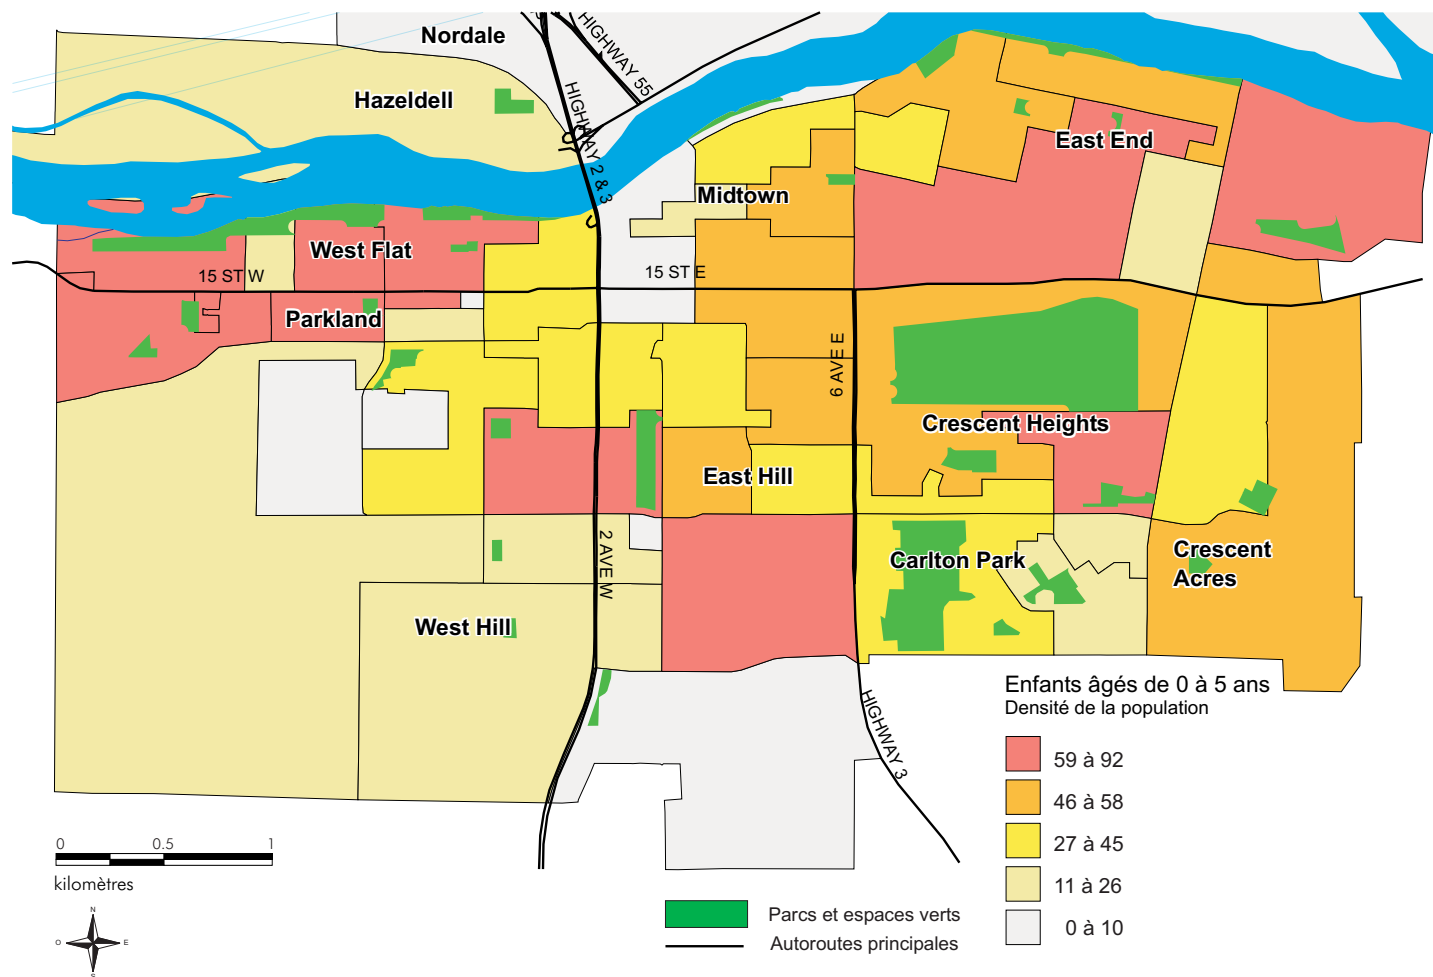 Nordale
HIGHWAY 55
Hazeldell
HIGHWAY 2 & 3
East End
Midtown
West Flat
15 ST W
15 ST E
Parkland
6 AVE E
Crescent Heights
East Hill
2 AVE W
Carlton Park
Crescent
Acres
West Hill
HIGHWAY 3
Enfants âgés de 0 à 5 ans
Densité de la population
59 à 92
46 à 58
27 à 45
11 à 26
0 à 10
0 0.5 1
kilomètres
Parcs et espaces verts
Autoroutes principales
N
O E
S